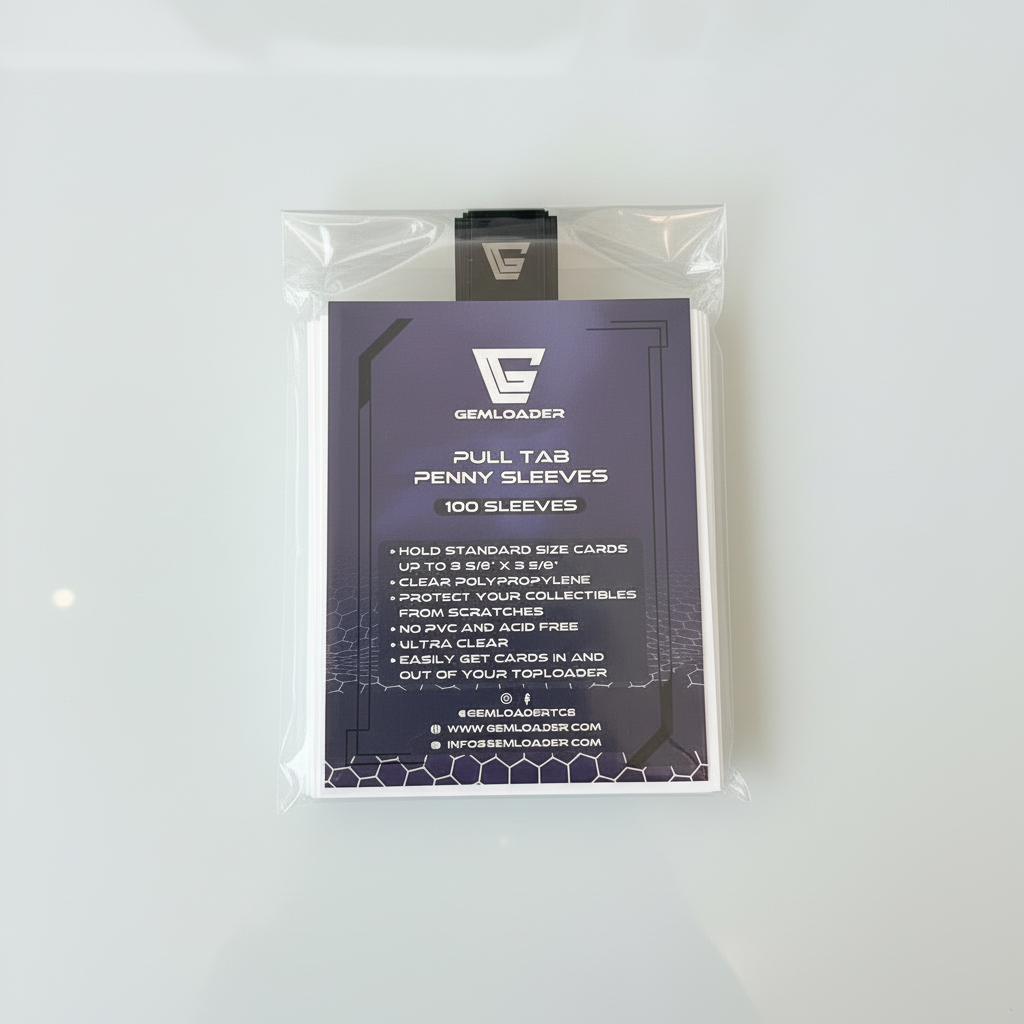 GEMLOADER
PULL TAB
PENNY SLEEVES
100 SLEEVES
• HOLD STANDARD SIZE CARDS
UP TO 3 5/8" X 3 5/8"
• CLEAR POLYPROPYLENE
• PROTECT YOUR COLLECTIBLES
FROM SCRATCHES
• NO PVC AND ACID FREE
• ULTRA CLEAR
• EASILY GET CARDS IN AND
OUT OF YOUR TOPLOADER
WWW.GEMLOADER.COM